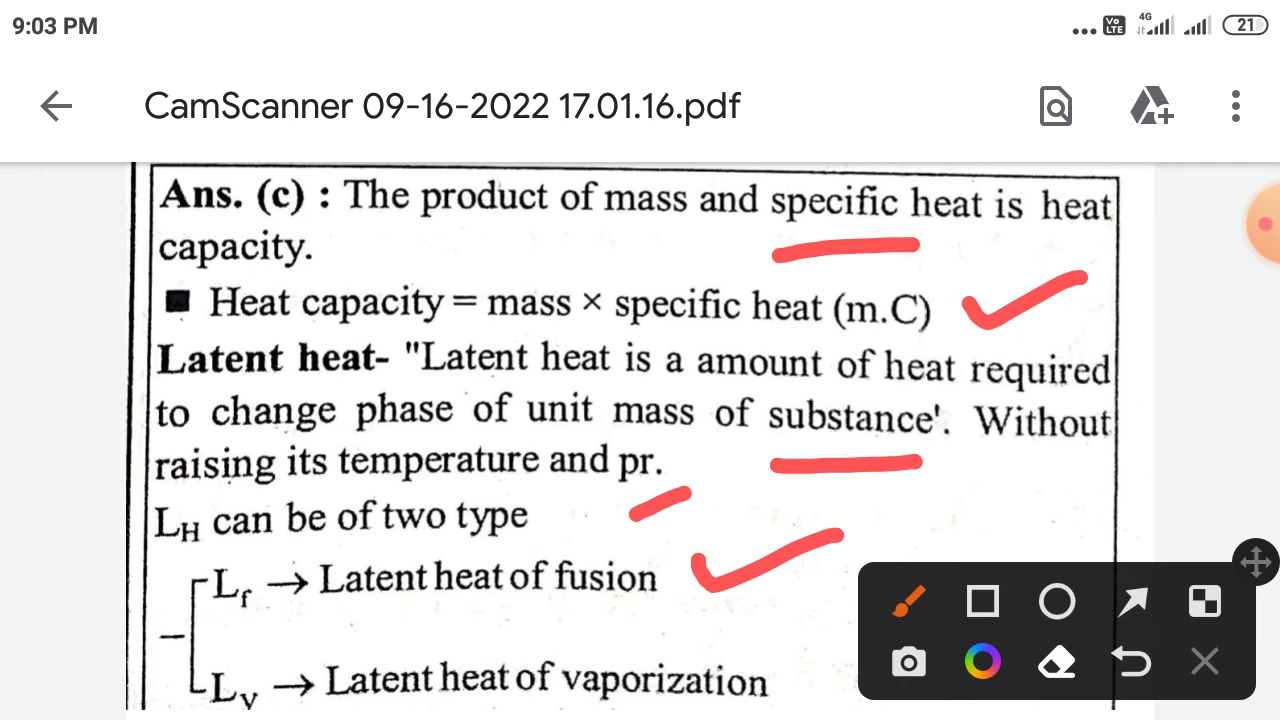 9:03 PM
Vo LTE 4G 21
CamScanner 09-16-2022 17.01.16.pdf
Ans. (c) : The product of mass and specific heat is heat
capacity.
■ Heat capacity = mass × specific heat (m.C)
Latent heat- "Latent heat is a amount of heat required
to change phase of unit mass of substance'. Without
raising its temperature and pr.
LH can be of two type
Lf → Latent heat of fusion
Lv → Latent heat of vaporization